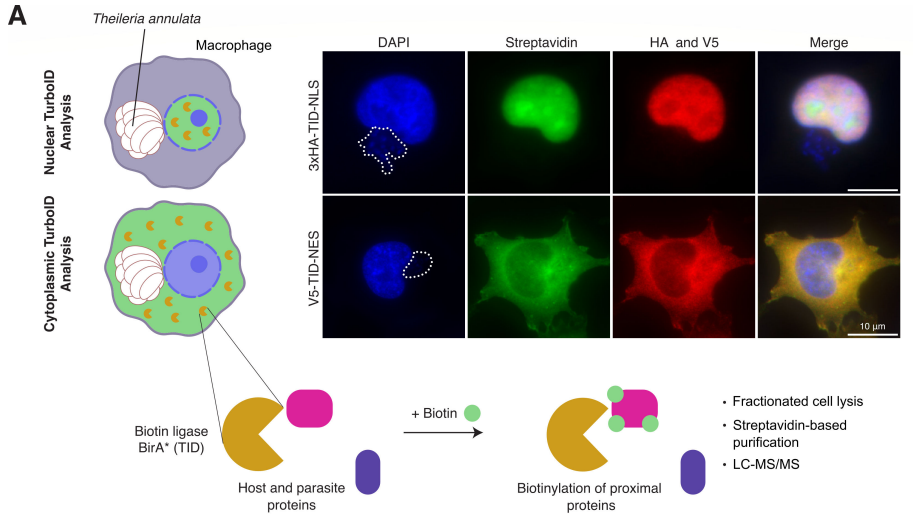 A
Theileria annulata
Macrophage
Nuclear TurboID
Analysis
Cytoplasmic TurboID
Analysis
DAPI
Streptavidin
HA and V5
Merge
3xHA-TID-NLS
V5-TID-NES
10 µm
Biotin ligase
BirA* (TID)
Host and parasite
proteins
+ Biotin
Biotinylation of proximal
proteins
• Fractionated cell lysis
• Streptavidin-based
purification
• LC-MS/MS